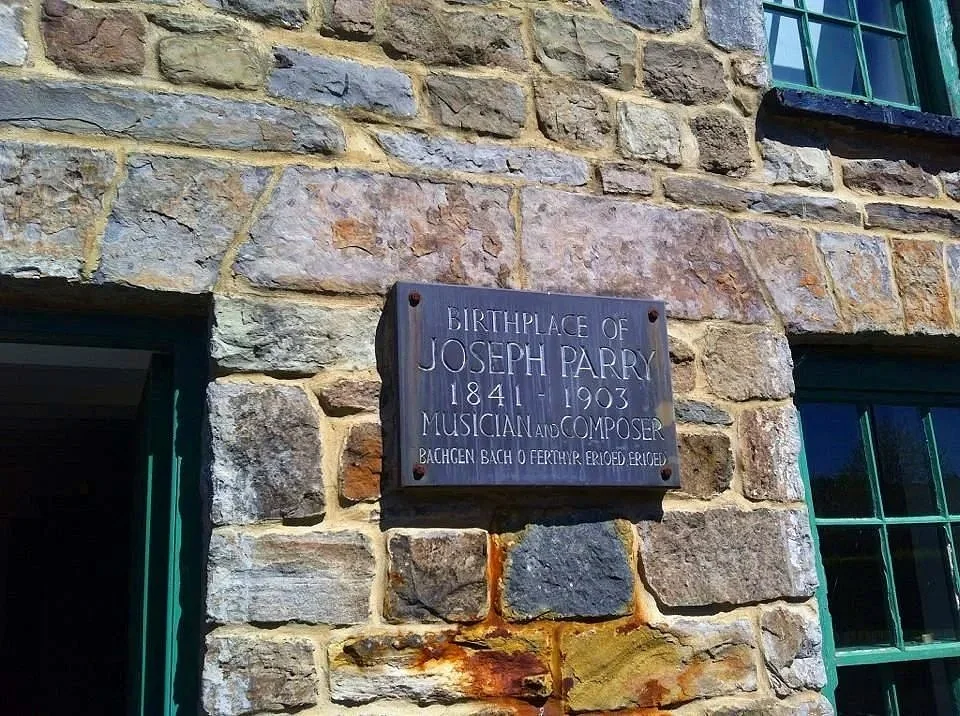 BIRTHPLACE OF
JOSEPH PARRY
1841 - 1903
MUSICIAN AND COMPOSER
BACHGEN BACH O FERTHYR ERIOED ERIOED